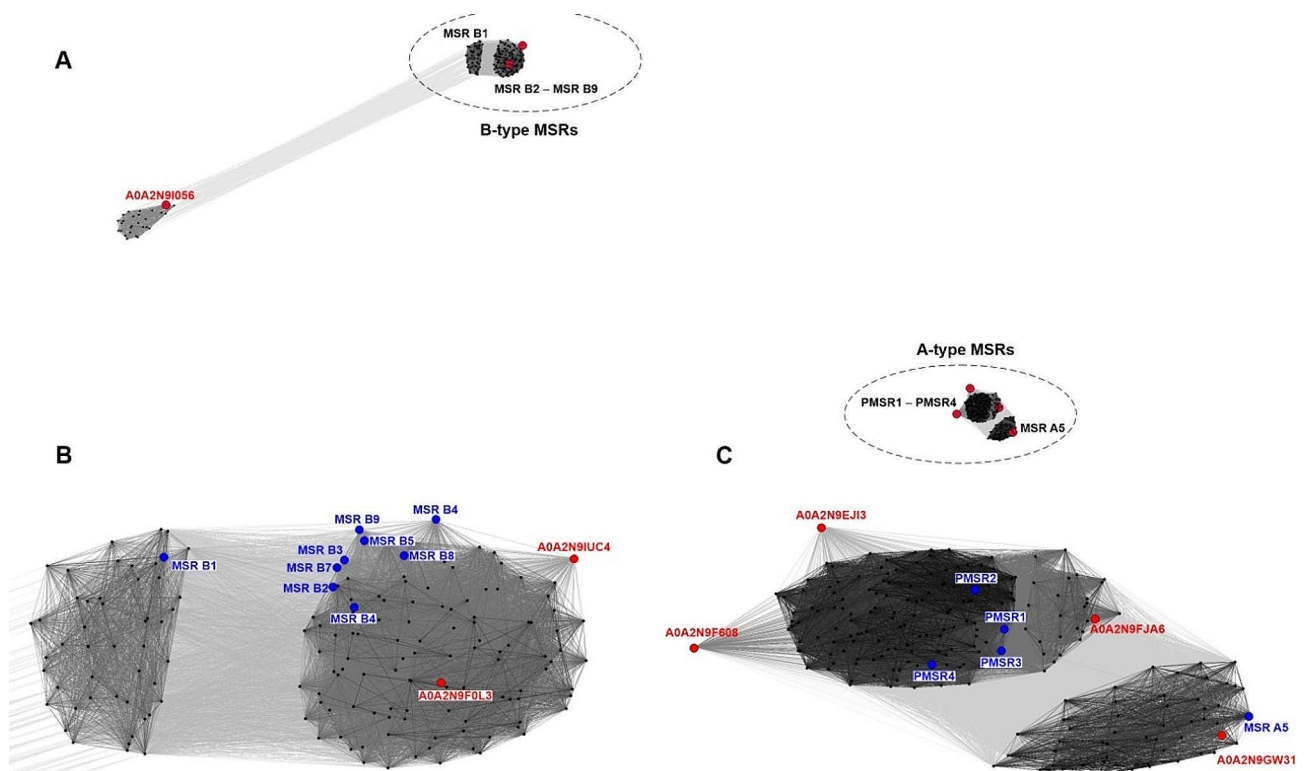 A
MSR B1
MSR B2 – MSR B9
B-type MSRs
A0A2N9I056
A-type MSRs
PMSR1 – PMSR4
MSR A5
B
MSR B9
MSR B4
MSR B5
A0A2N9IUC4
MSR B3
MSR B8
MSR B1
MSR B7
MSR B2
MSR B4
A0A2N9F0L3
C
A0A2N9EJI3
PMSR2
PMSR1
A0A2N9FJA6
A0A2N9F608
PMSR3
PMSR4
MSR A5
A0A2N9GW31